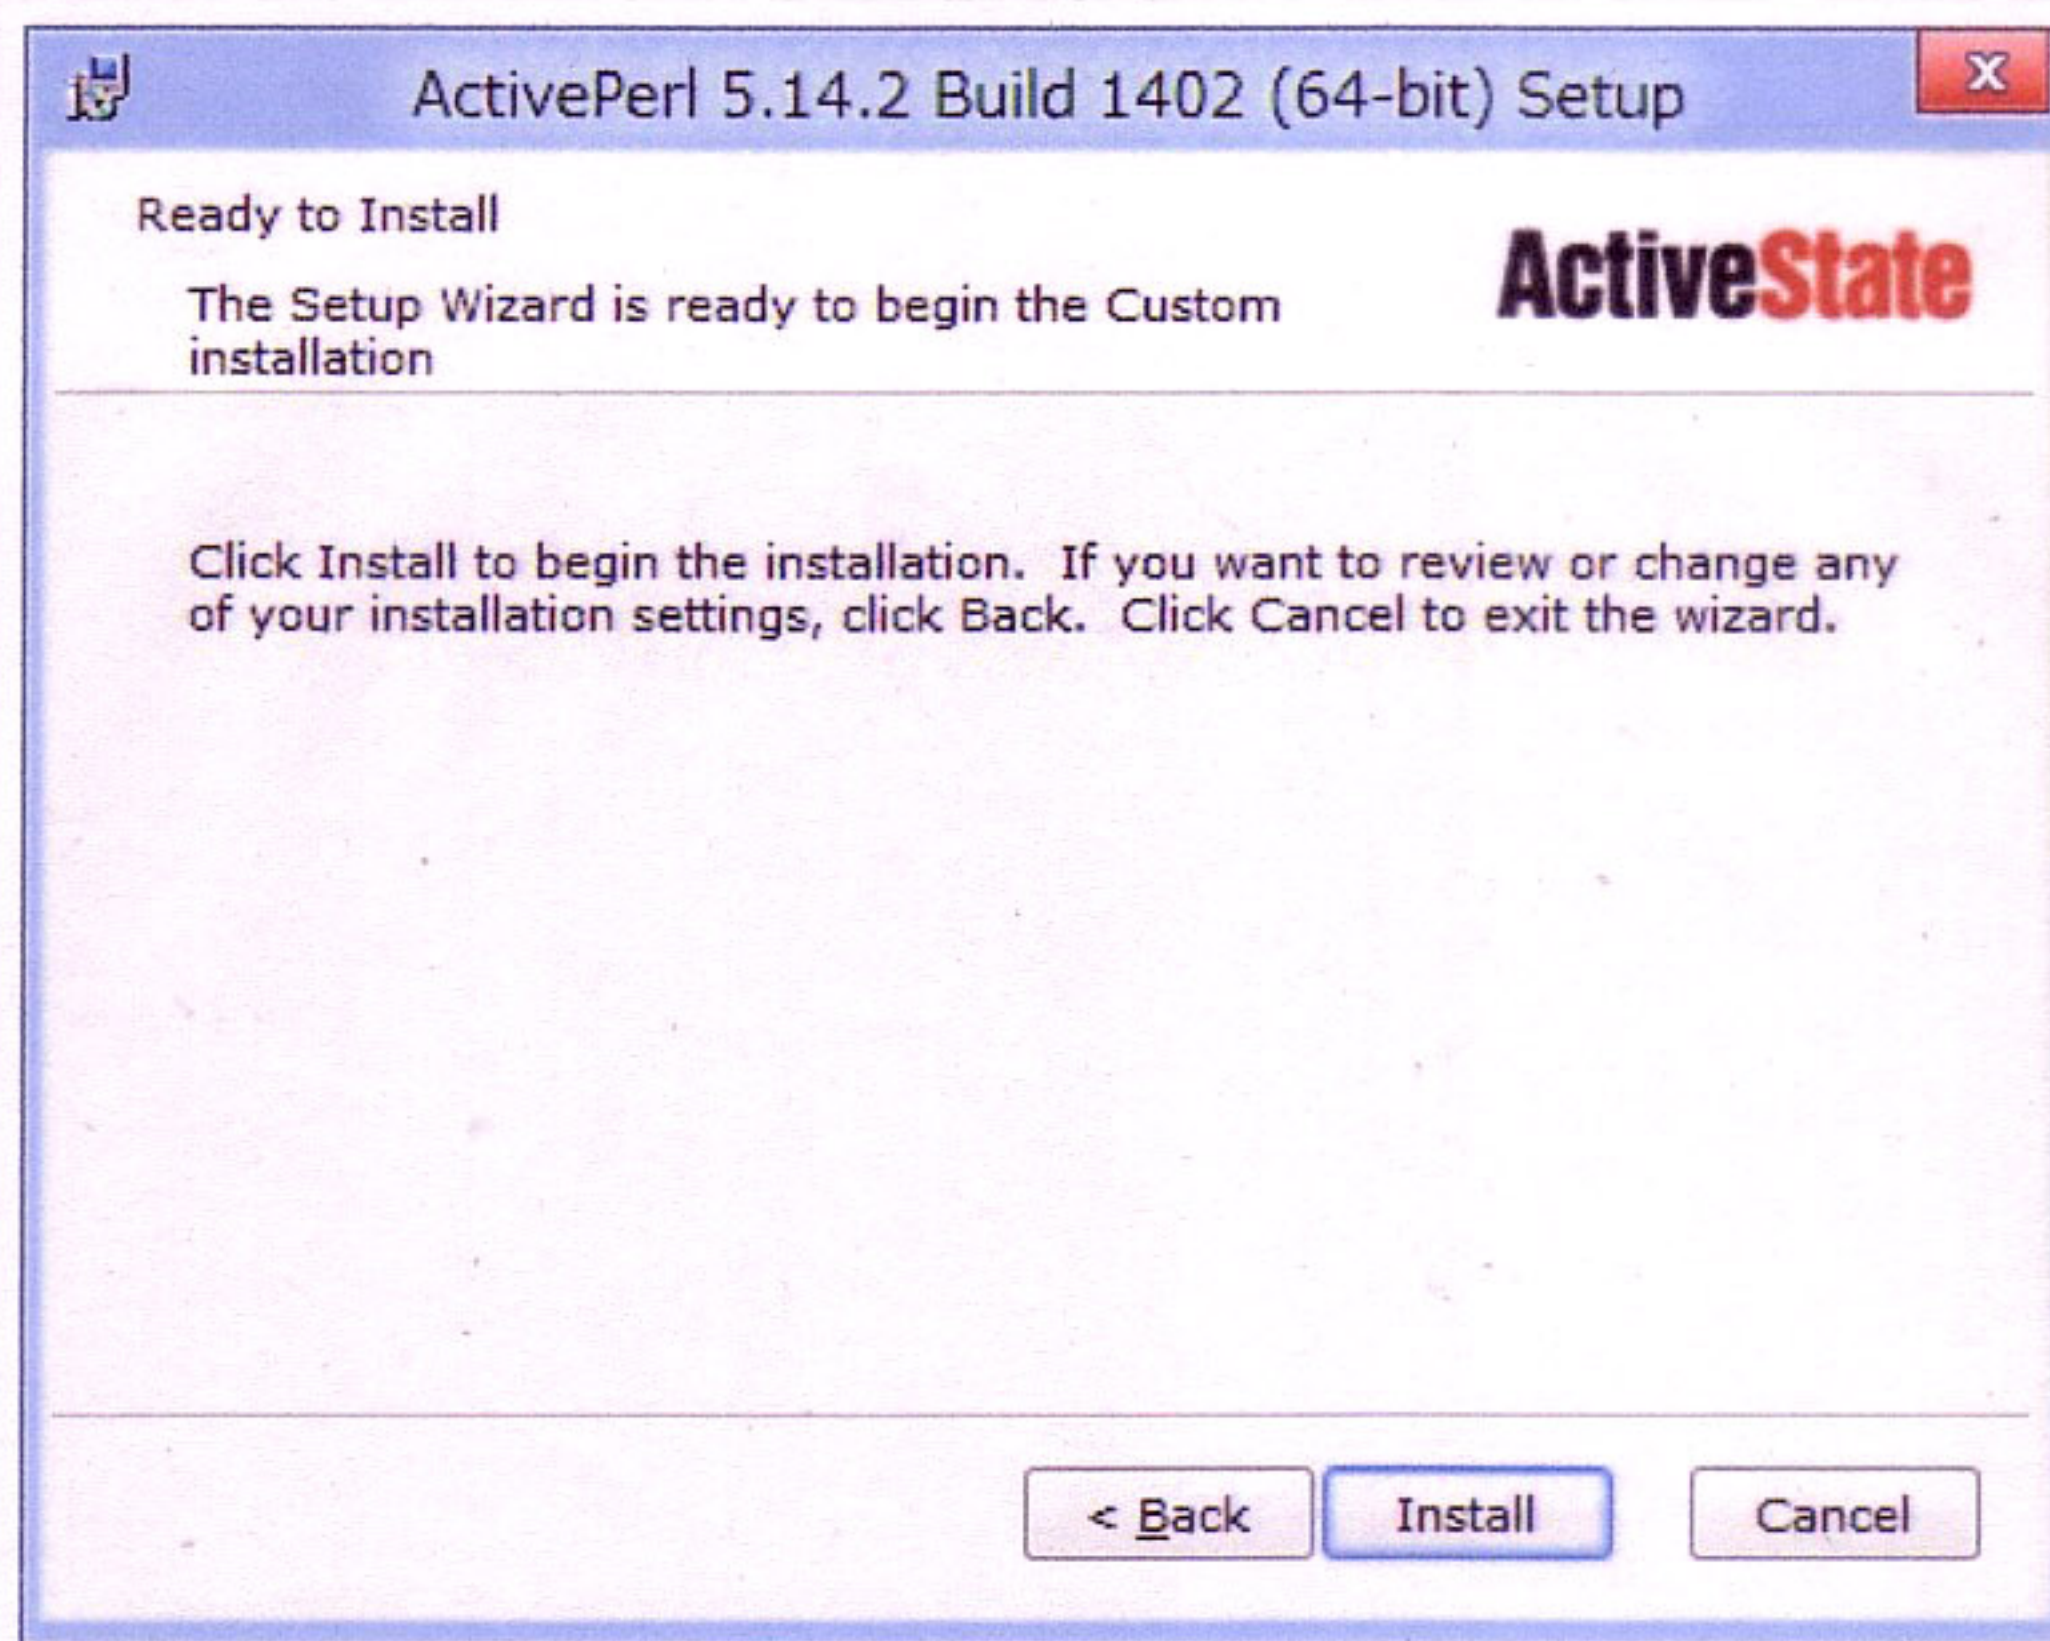 ActivePerl 5.14.2 Build 1402 (64-bit) Setup
x
Ready to Install
The Setup Wizard is ready to begin the Custom
installation
ActiveState
Click Install to begin the installation.  If you want to review or change any
of your installation settings, click Back.  Click Cancel to exit the wizard.
< Back
Install
Cancel